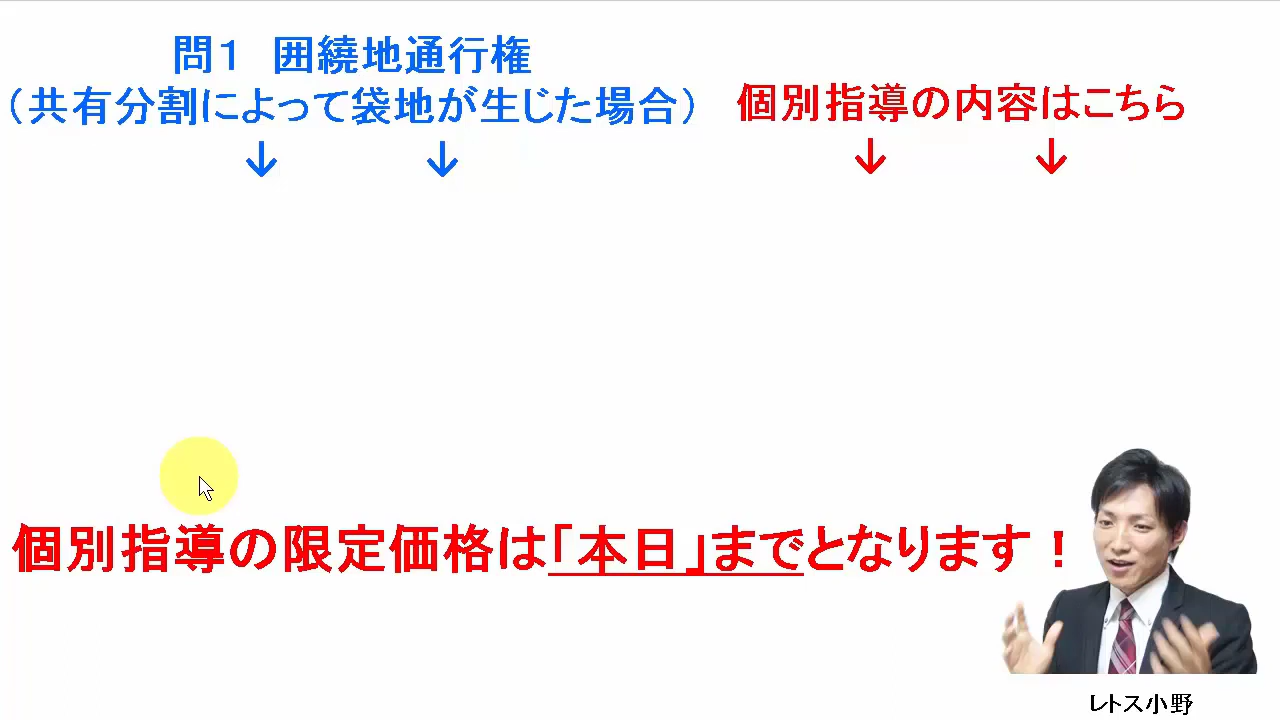 問１　囲繞地通行権
（共有分割によって袋地が生じた場合）
↓ ↓
個別指導の内容はこちら
↓ ↓
個別指導の限定価格は「本日」までとなります！
レトス小野